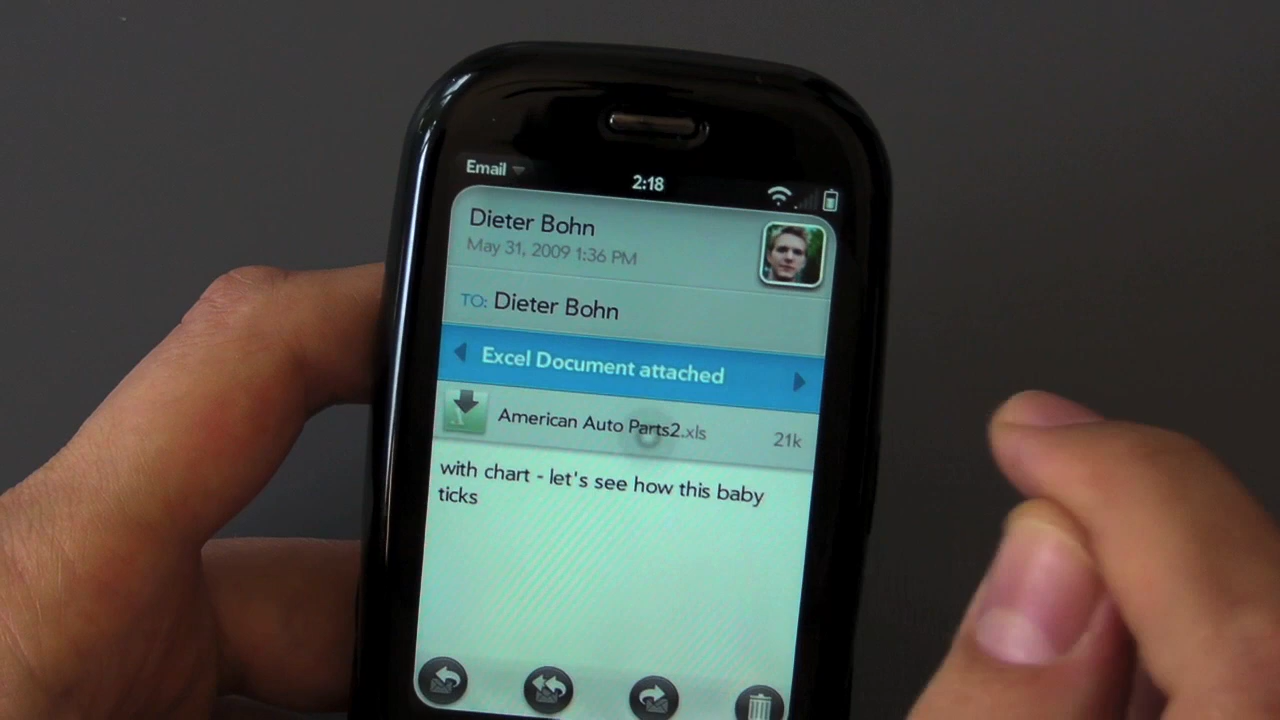 Email
2:18
Dieter Bohn
May 31, 2009 1:36 PM
TO: Dieter Bohn
Excel Document attached
American Auto Parts2.xls 21k
with chart - let's see how this baby
ticks